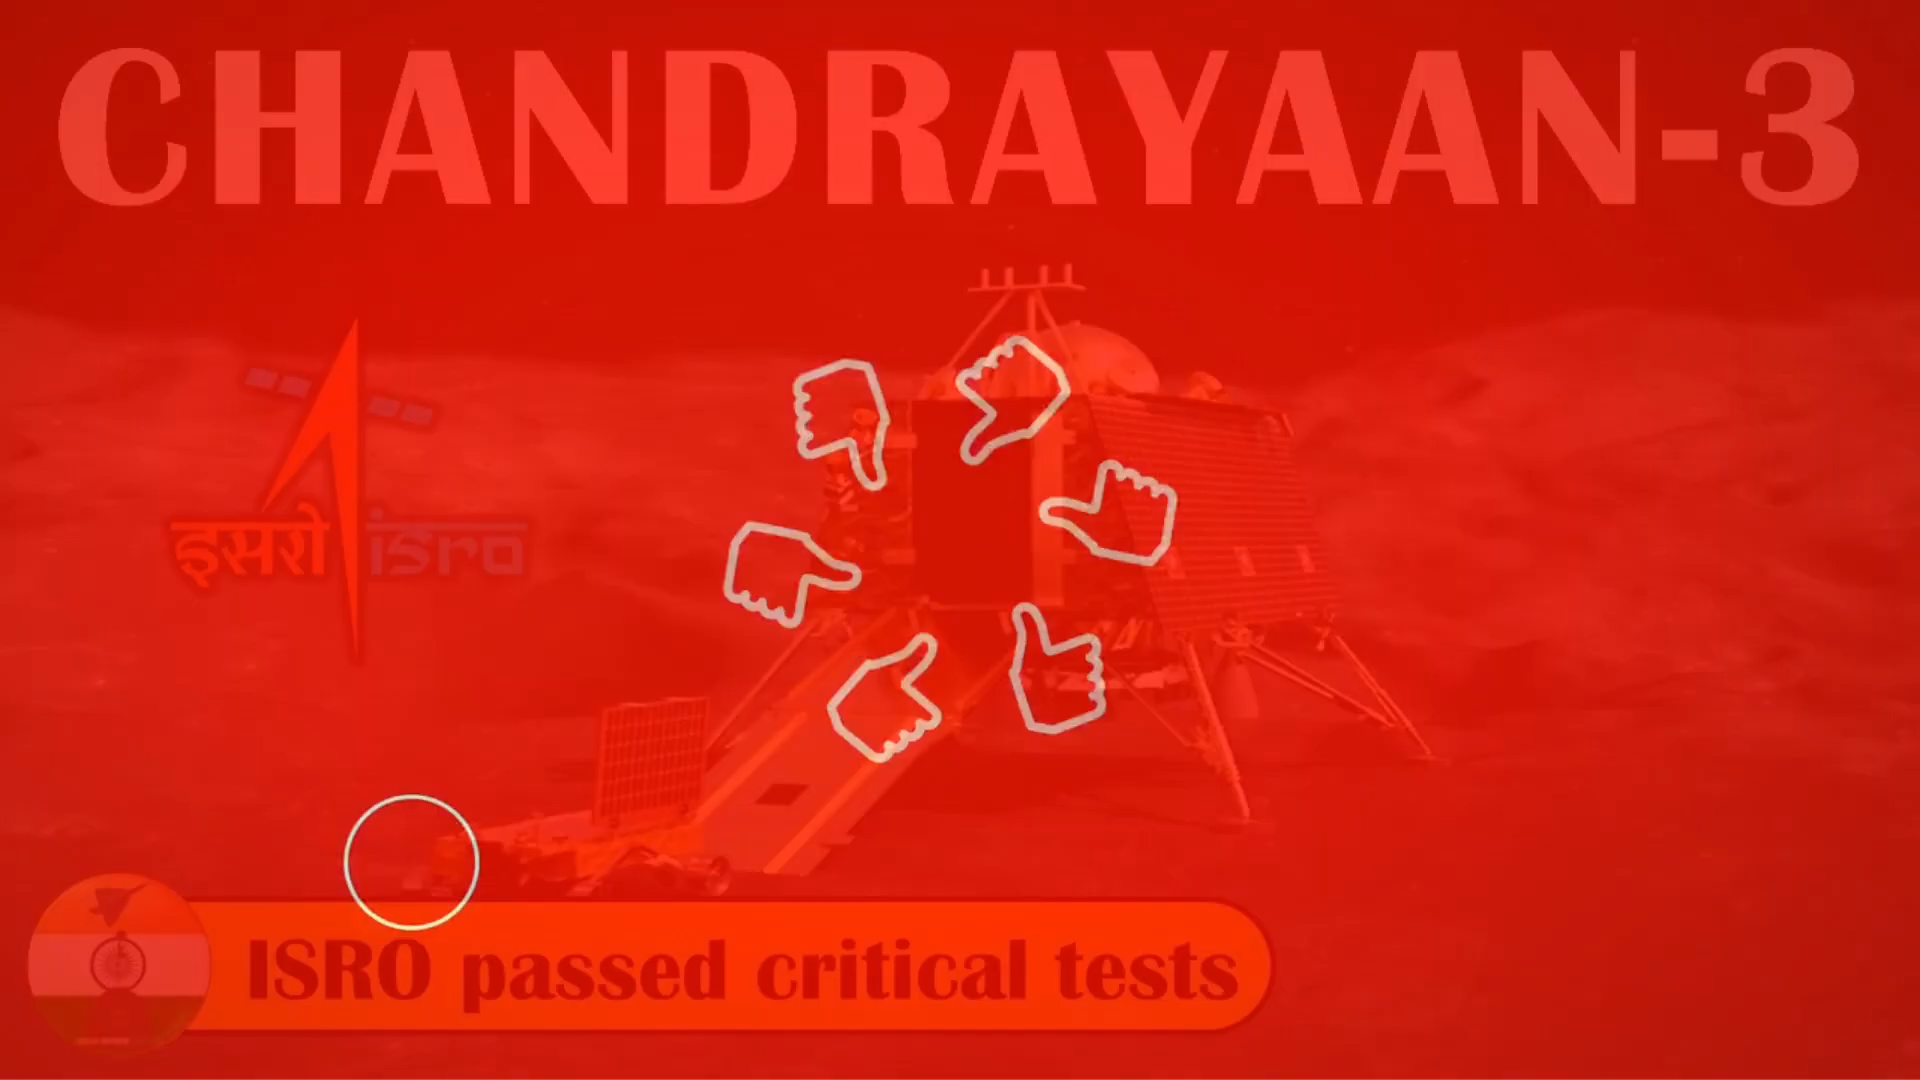 CHANDRAYAAN-3
इसरो isro
ISRO passed critical tests